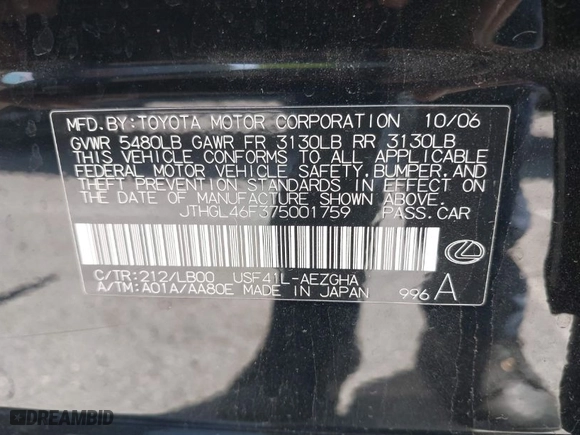 MFD. BY: TOYOTA MOTOR CORPORATION 10/06
GVWR 5480LB GAWR FR 3130LB RR 3130LB
THIS VEHICLE CONFORMS TO ALL APPLICABLE
FEDERAL MOTOR VEHICLE SAFETY, BUMPER, AND
THEFT PREVENTION STANDARDS IN EFFECT ON
THE DATE OF MANUFACTURE SHOWN ABOVE.
JTHGL46F375001759 PASS. CAR
C/TR: 212/LB00 USF41L-AEZGHA
A/TM: A01A/AA80E MADE IN JAPAN 996 A
DREAMBID